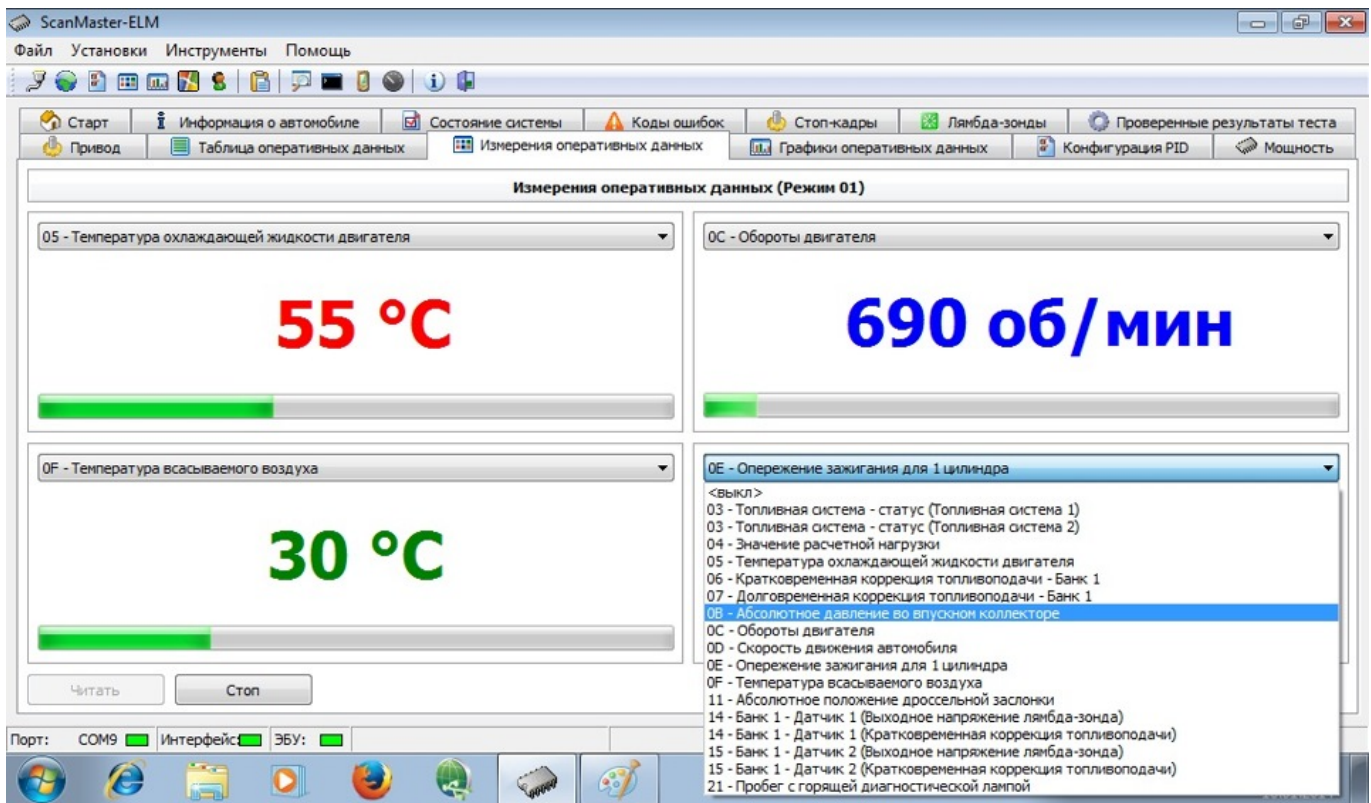 ScanMaster-ELM
Файл Установки Инструменты Помощь
Старт Информация о автомобиле Состояние системы Коды ошибок Стоп-кадры Лямбда-зонды Проверенные результаты теста
Привод Таблица оперативных данных Измерения оперативных данных Графики оперативных данных Конфигурация PID Мощность
Измерения оперативных данных (Режим 01)
05 - Температура охлаждающей жидкости двигателя
0C - Обороты двигателя
55 °C
690 об/мин
0F - Температура всасываемого воздуха
0E - Опережение зажигания для 1 цилиндра
30 °C
<выкл>
03 - Топливная система - статус (Топливная система 1)
03 - Топливная система - статус (Топливная система 2)
04 - Значение расчетной нагрузки
05 - Температура охлаждающей жидкости двигателя
06 - Кратковременная коррекция топливоподачи - Банк 1
07 - Долговременная коррекция топливоподачи - Банк 1
0B - Абсолютное давление во впускном коллекторе
0C - Обороты двигателя
0D - Скорость движения автомобиля
0E - Опережение зажигания для 1 цилиндра
0F - Температура всасываемого воздуха
11 - Абсолютное положение дроссельной заслонки
14 - Банк 1 - Датчик 1 (Выходное напряжение лямбда-зонда)
14 - Банк 1 - Датчик 1 (Кратковременная коррекция топливоподачи)
15 - Банк 1 - Датчик 2 (Выходное напряжение лямбда-зонда)
15 - Банк 1 - Датчик 2 (Кратковременная коррекция топливоподачи)
21 - Пробег с горящей диагностической лампой
Читать Стоп
Порт: COM9 Интерфейс: ЭБУ: